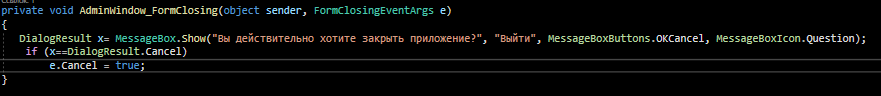 private void AdminWindow_FormClosing(object sender, FormClosingEventArgs e)
{
DialogResult x= MessageBox.Show("Вы действительно хотите закрыть приложение?", "Выйти", MessageBoxButtons.OKCancel, MessageBoxIcon.Question);
if (x==DialogResult.Cancel)
e.Cancel = true;
}